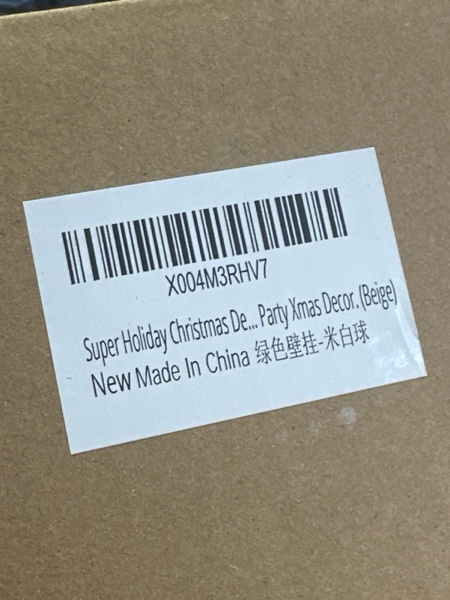 X004M3RHV7
Super Holiday Christmas De... Party Xmas Decor. (Beige)
New Made In China 绿色壁挂-米白球